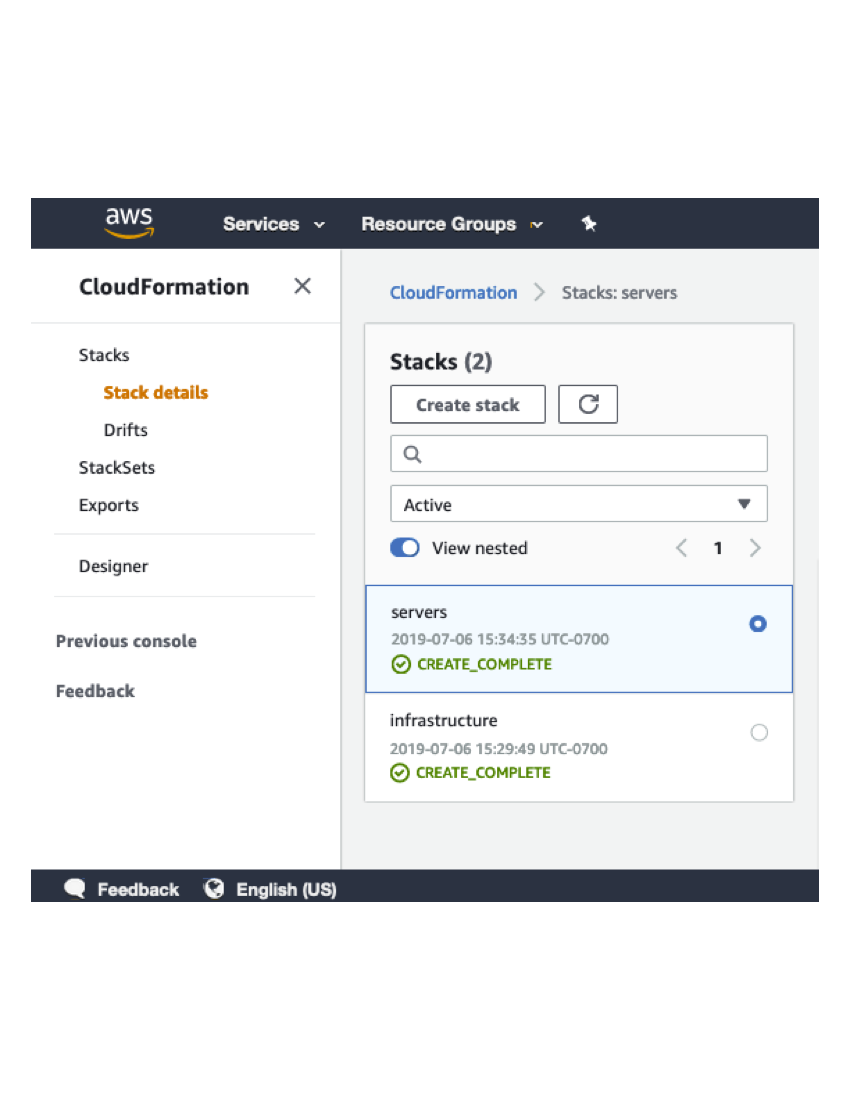 aws Services Resource Groups
CloudFormation
Stacks
Stack details
Drifts
StackSets
Exports
Designer
Previous console
Feedback
CloudFormation > Stacks: servers
Stacks (2)
Create stack
Active
View nested
1
servers
2019-07-06 15:34:35 UTC-0700
CREATE_COMPLETE
infrastructure
2019-07-06 15:29:49 UTC-0700
CREATE_COMPLETE
Feedback English (US)